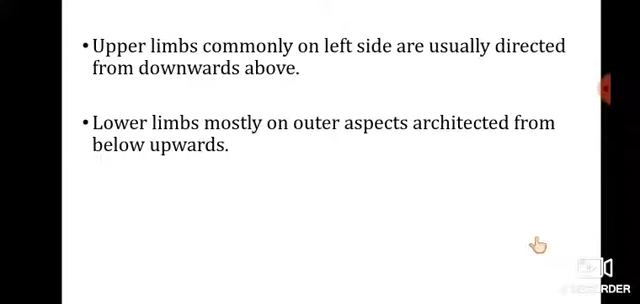 • Upper limbs commonly on left side are usually directed
from downwards above.
• Lower limbs mostly on outer aspects architected from
below upwards.